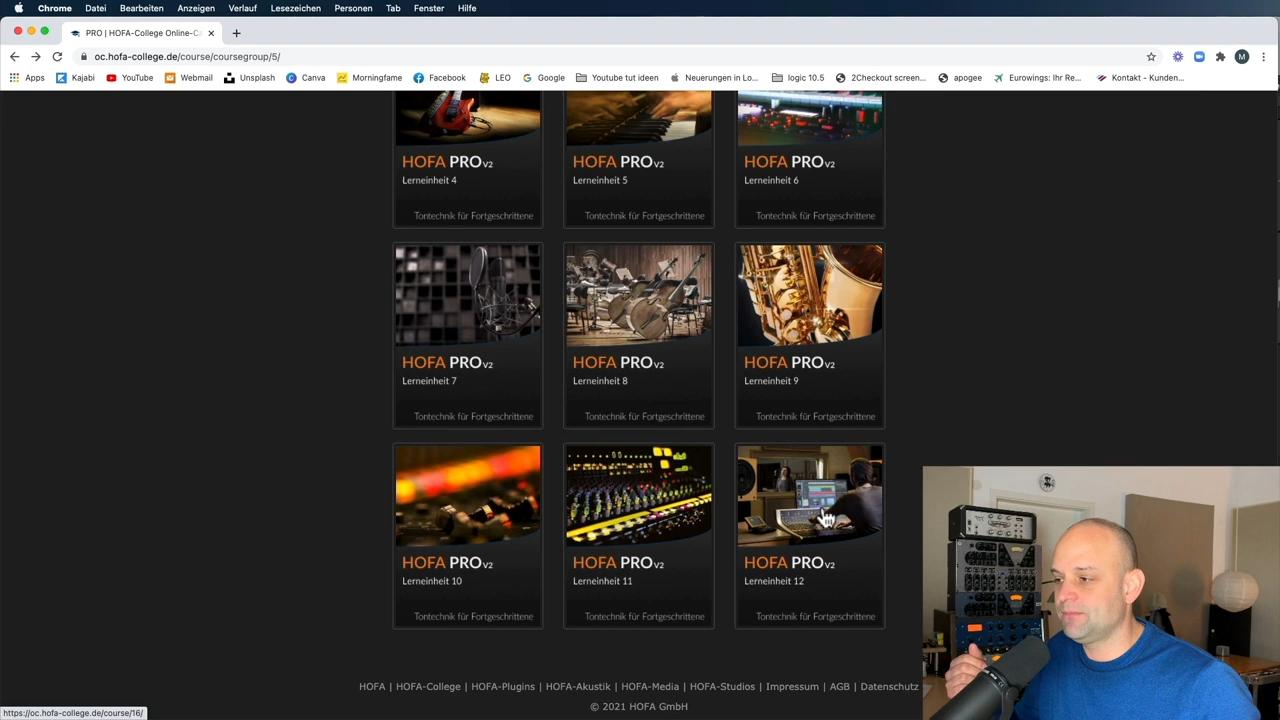 Chrome Datei Bearbeiten Anzeigen Verlauf Lesezeichen Personen Tab Fenster Hilfe
PRO | HOFA-College Online-Ca
oc.hofa-college.de/course/coursegroup/5/
M
Apps Kajabi YouTube Webmail Unsplash Canva Morningfame Facebook LEO Google Youtube tut ideen Neuerungen in Lo... logic 10.5 2Checkout screen... apogee Eurowings: Ihr Re... Kontakt - Kunden...
HOFA PROV2 HOFA PROV2 HOFA PROV2
Lerneinheit 4 Lerneinheit 5 Lerneinheit 6
Tontechnik für Fortgeschrittene Tontechnik für Fortgeschrittene Tontechnik für Fortgeschrittene
HOFA PROV2 HOFA PROV2 HOFA PROV2
Lerneinheit 7 Lerneinheit 8 Lerneinheit 9
Tontechnik für Fortgeschrittene Tontechnik für Fortgeschrittene Tontechnik für Fortgeschrittene
HOFA PROV2 HOFA PROV2 HOFA PROV2
Lerneinheit 10 Lerneinheit 11 Lerneinheit 12
Tontechnik für Fortgeschrittene Tontechnik für Fortgeschrittene Tontechnik für Fortgeschrittene
HOFA | HOFA-College | HOFA-Plugins | HOFA-Akustik | HOFA-Media | HOFA-Studios | Impressum | AGB | Datenschutz
© 2021 HOFA GmbH
https://oc.hofa-college.de/course/16/